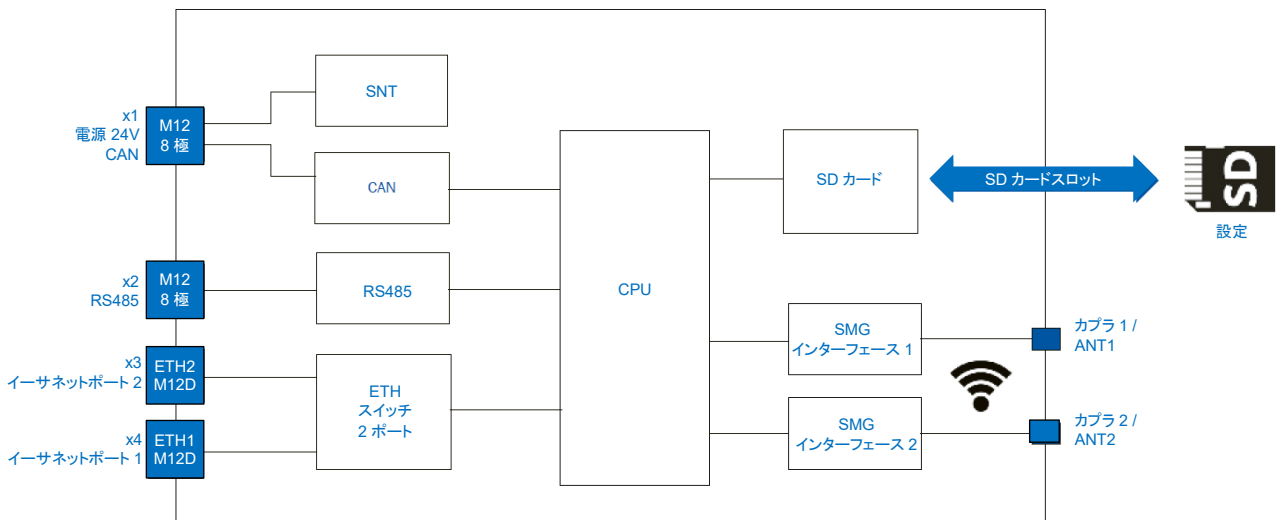 x1
電源 24V
CAN
M12
8 極
SNT
CAN
x2
RS485
M12
8 極
RS485
x3
イーサネットポート 2
ETH2
M12D
x4
イーサネットポート 1
ETH1
M12D
ETH
スイッチ
2 ポート
CPU
SD カード
SD カードスロット
SD
設定
SMG
インターフェース 1
カプラ 1 /
ANT1
SMG
インターフェース 2
カプラ 2 /
ANT2